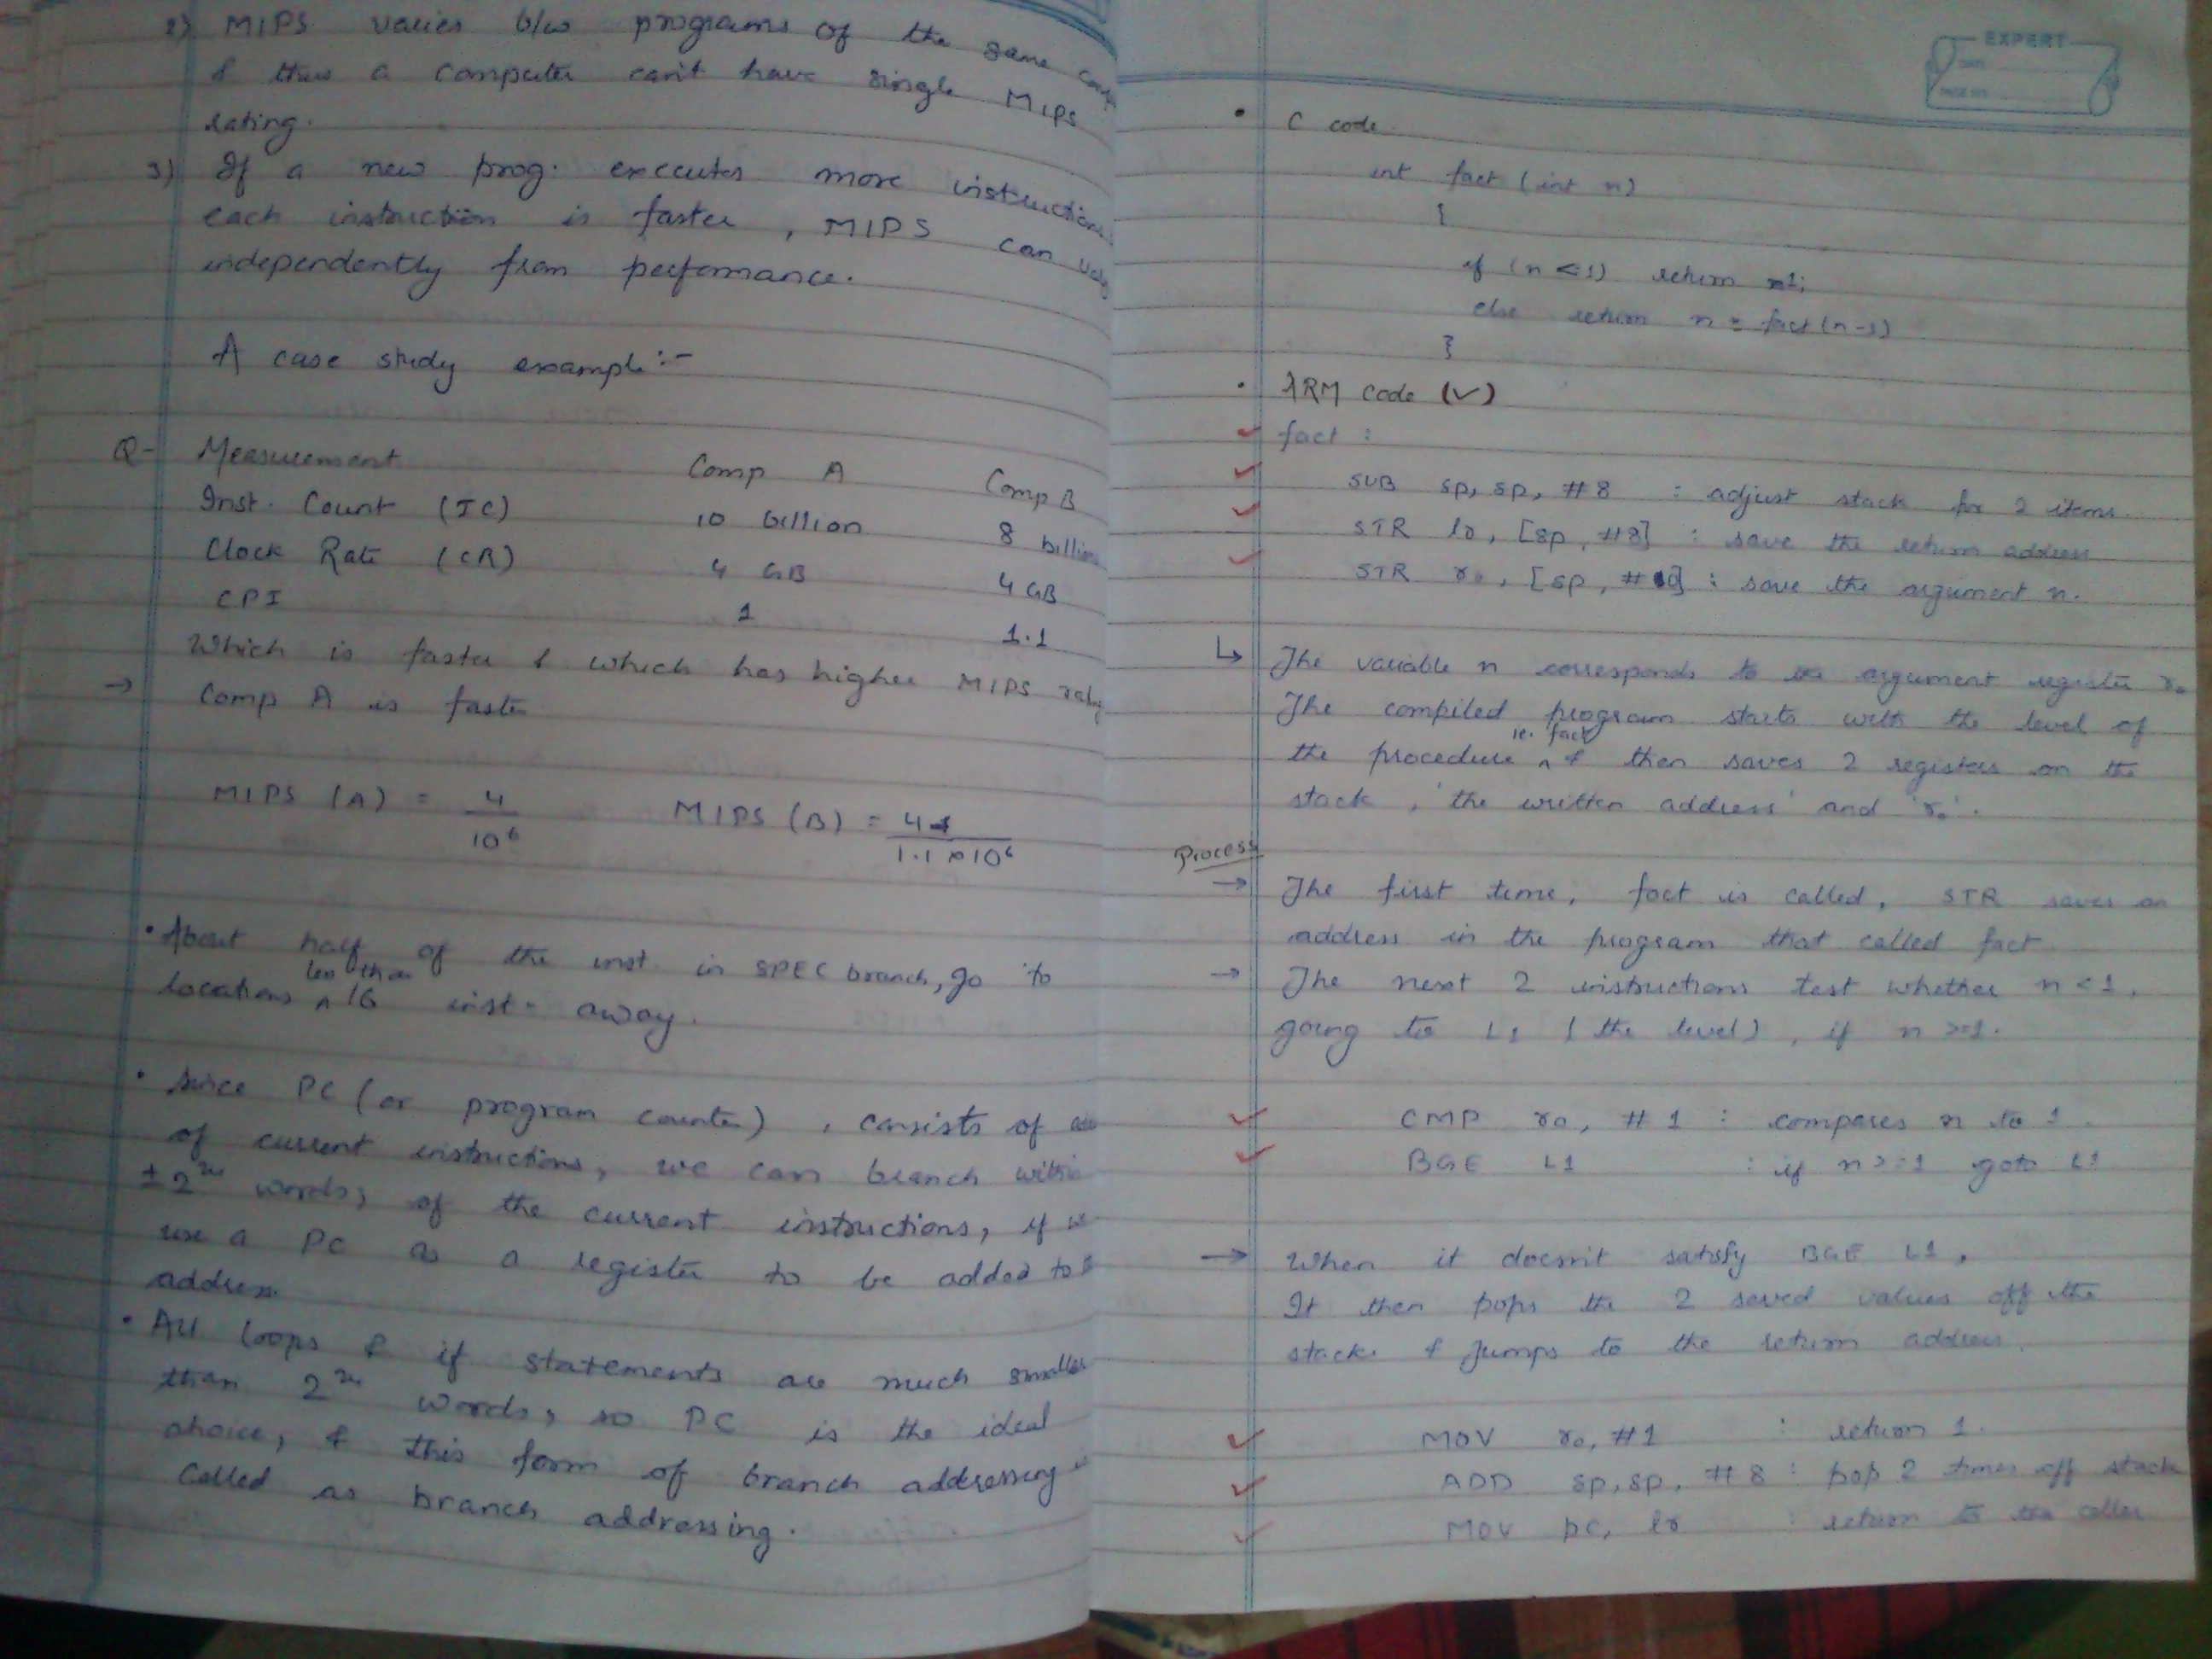 2) MIPS varies b/w programs of the same comp
& thus a computer can't have single MIPS
rating.
3) If a new prog. executes more instructions
each instruction is faster, MIPS can vary
independently from performance.
A case study example:-
Q- Measurement Comp A Comp B
Inst. Count (IC) 10 billion 8 billion
Clock Rate (CR) 4 GB 4 GB
CPI 1 1.1
Which is faster & which has higher MIPS
→ Comp A is faster
MIPS (A) = 4 / 10^6 MIPS (B) = 4 / 1.1 × 10^6
• About half of the inst. in SPEC branch, go to
locations less than 16 inst. away.
• Since PC (or program counter), consists of
of current instructions, we can branch within
± 2 words; of the current instructions, if
use a PC as a register to be added to
address.
• All loops & if statements are much smaller
than 2 words, so PC is the ideal
choice, & this form of branch addressing
called as branch addressing.
EXPERT
DATE
PAGE NO.
• C code
int fact (int n)
{
if (n < 1) return 1;
else return n * fact (n-1)
}
• ARM code (✓)
fact :
SUB sp, sp, #8 : adjust stack for 2 items.
STR lr, [sp, #8] : save the return address
STR r0, [sp, #0] : save the argument n.
↳ The variable n corresponds to the argument register r0
The compiled program starts with the level of
the procedure ie. fact & then saves 2 registers on the
stack, 'the written address' and 'r0'.
Process
→ The first time, fact is called, STR saves an
address in the program that called fact
→ The next 2 instructions test whether n < 1,
going to L1 (the level), if n >=1.
CMP r0, #1 : compares n to 1.
BGE L1 : if n >=1 goto L1
→ When it doesn't satisfy BGE L1,
It then pops the 2 saved values off the
stacks & jumps to the return address.
MOV r0, #1 : return 1.
ADD sp, sp, #8 : pop 2 times off stack
MOV pc, lr : return to the caller